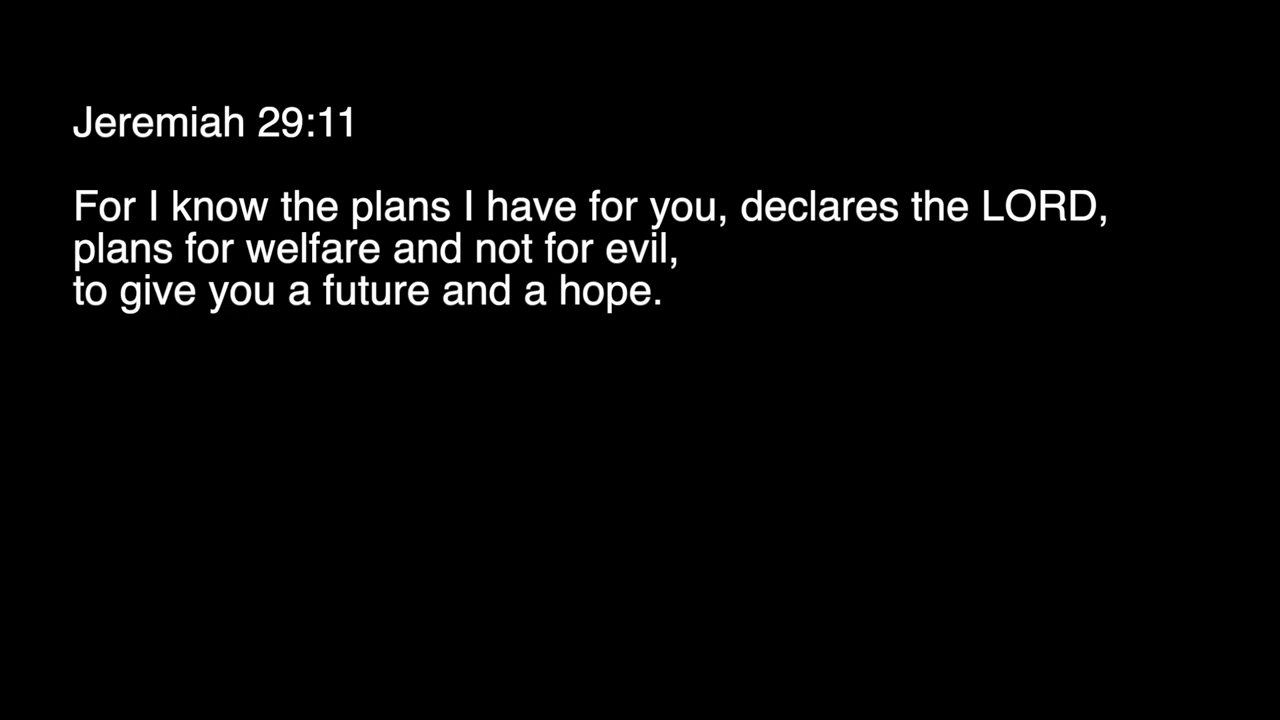 Jeremiah 29:11
For I know the plans I have for you, declares the LORD,
plans for welfare and not for evil,
to give you a future and a hope.